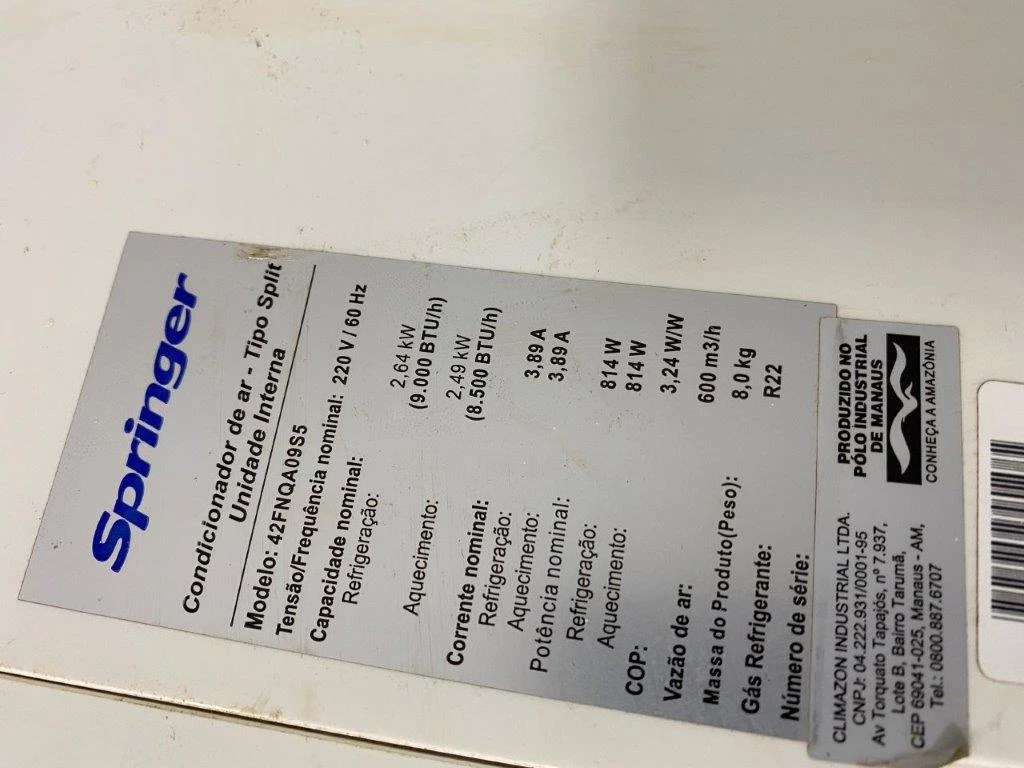 Springer
Condicionador de ar - Tipo Split
Unidade Interna
Modelo: 42FNQA09S5
Tensão/Frequência nominal: 220 V / 60 Hz
Capacidade nominal:
Refrigeração: 2,64 kW
(9.000 BTU/h)
Aquecimento: 2,49 kW
(8.500 BTU/h)
Corrente nominal:
Refrigeração: 3,89 A
Aquecimento: 3,89 A
Potência nominal:
Refrigeração: 814 W
Aquecimento: 814 W
COP: 3,24 W/W
Vazão de ar: 600 m3/h
Massa do Produto(Peso): 8,0 kg
Gás Refrigerante: R22
Número de série:
CLIMAZON INDUSTRIAL LTDA.
CNPJ: 04.222.931/0001-95
Av Torquato Tapajós, nº 7.937,
Lote B, Bairro Tarumã,
CEP 69041-025, Manaus - AM,
Tel.: 0800.887.6707
PRODUZIDO NO
PÓLO INDUSTRIAL
DE MANAUS
CONHEÇA A AMAZÔNIA